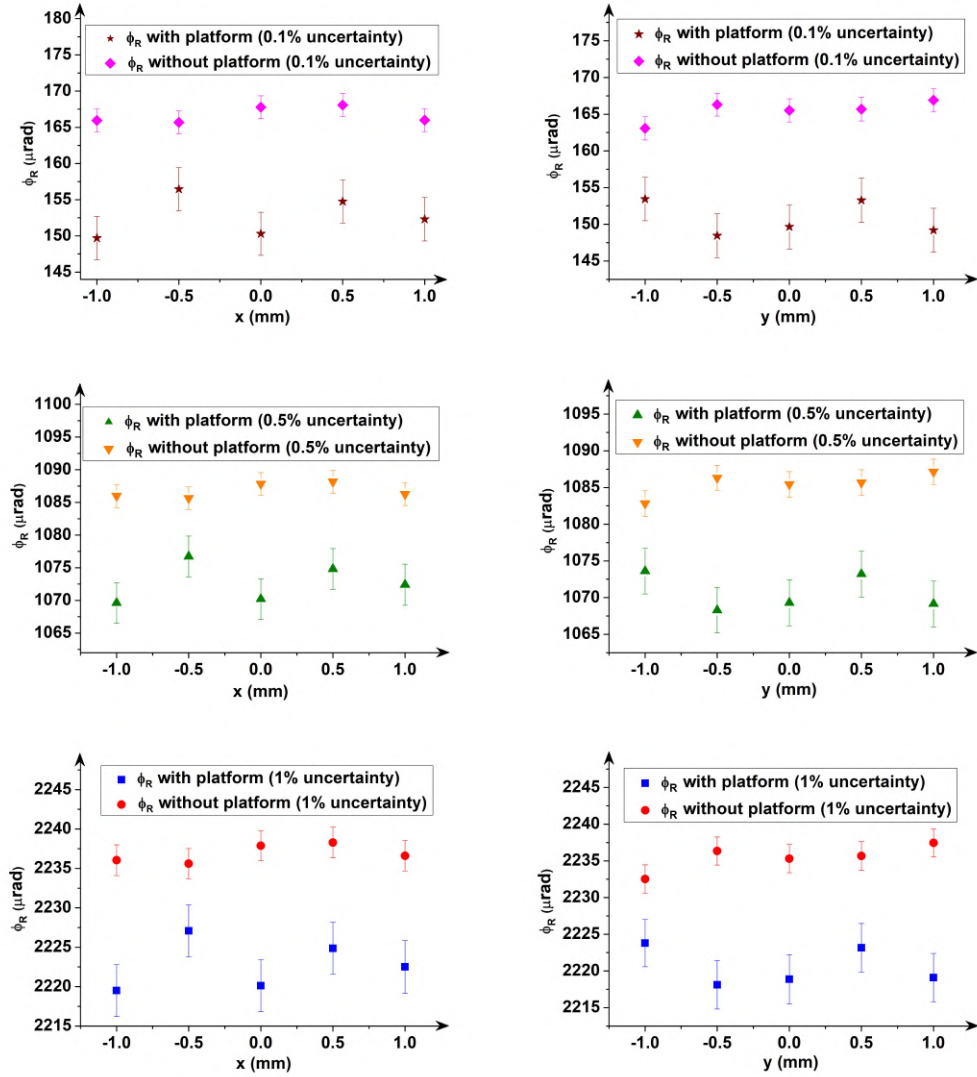 180
ϕR with platform (0.1% uncertainty)
ϕR without platform (0.1% uncertainty)
175
170
165
160
155
150
145
ϕR (μrad)
-1.0 -0.5 0.0 0.5 1.0
x (mm)
175
ϕR with platform (0.1% uncertainty)
ϕR without platform (0.1% uncertainty)
170
165
160
155
150
145
ϕR (μrad)
-1.0 -0.5 0.0 0.5 1.0
y (mm)
1100
ϕR with platform (0.5% uncertainty)
ϕR without platform (0.5% uncertainty)
1095
1090
1085
1080
1075
1070
1065
ϕR (μrad)
-1.0 -0.5 0.0 0.5 1.0
x (mm)
1095
ϕR with platform (0.5% uncertainty)
ϕR without platform (0.5% uncertainty)
1090
1085
1080
1075
1070
1065
ϕR (μrad)
-1.0 -0.5 0.0 0.5 1.0
y (mm)
ϕR with platform (1% uncertainty)
ϕR without platform (1% uncertainty)
2245
2240
2235
2230
2225
2220
2215
ϕR (μrad)
-1.0 -0.5 0.0 0.5 1.0
x (mm)
ϕR with platform (1% uncertainty)
ϕR without platform (1% uncertainty)
2245
2240
2235
2230
2225
2220
2215
ϕR (μrad)
-1.0 -0.5 0.0 0.5 1.0
y (mm)